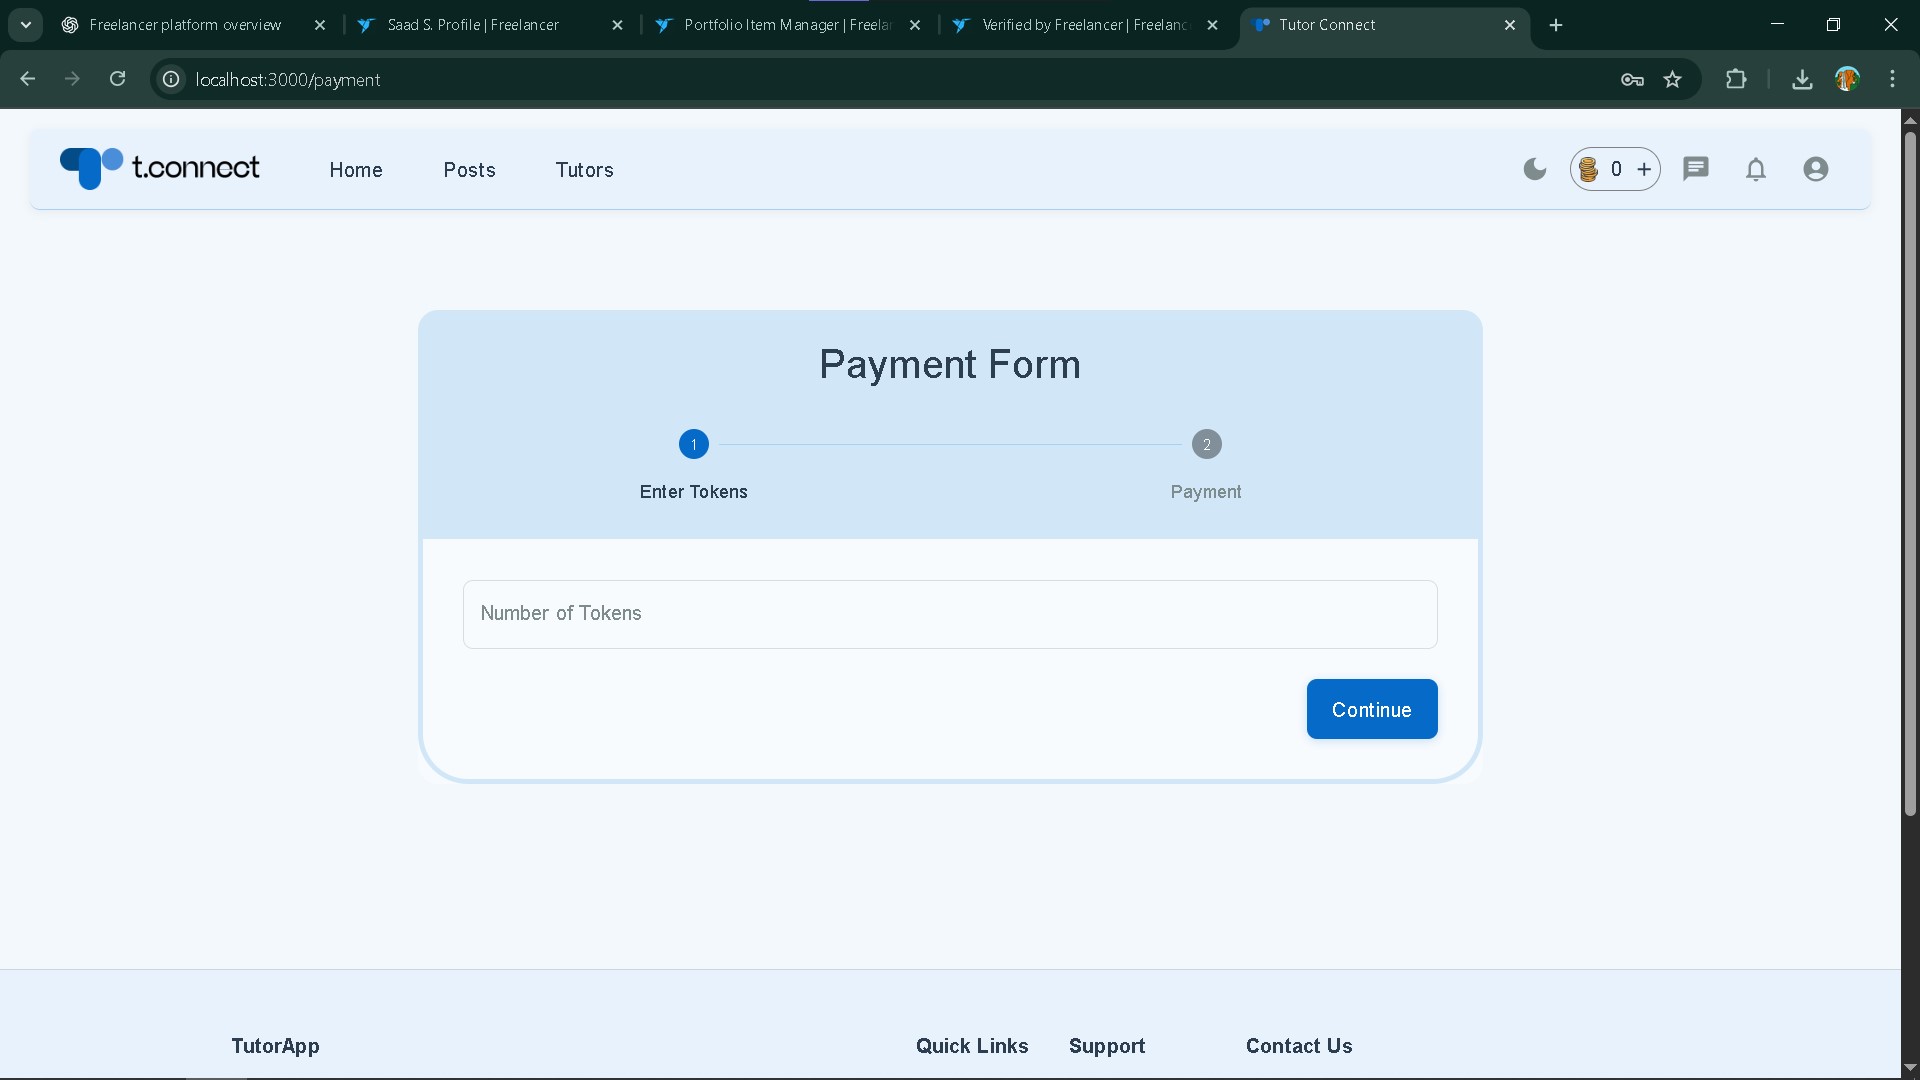 Freelancer platform overview
Saad S. Profile | Freelancer
Portfolio Item Manager | Freela
Verified by Freelancer | Freelanc
Tutor Connect
localhost:3000/payment
t.connect
Home
Posts
Tutors
0
Payment Form
1
2
Enter Tokens
Payment
Number of Tokens
Continue
TutorApp
Quick Links
Support
Contact Us